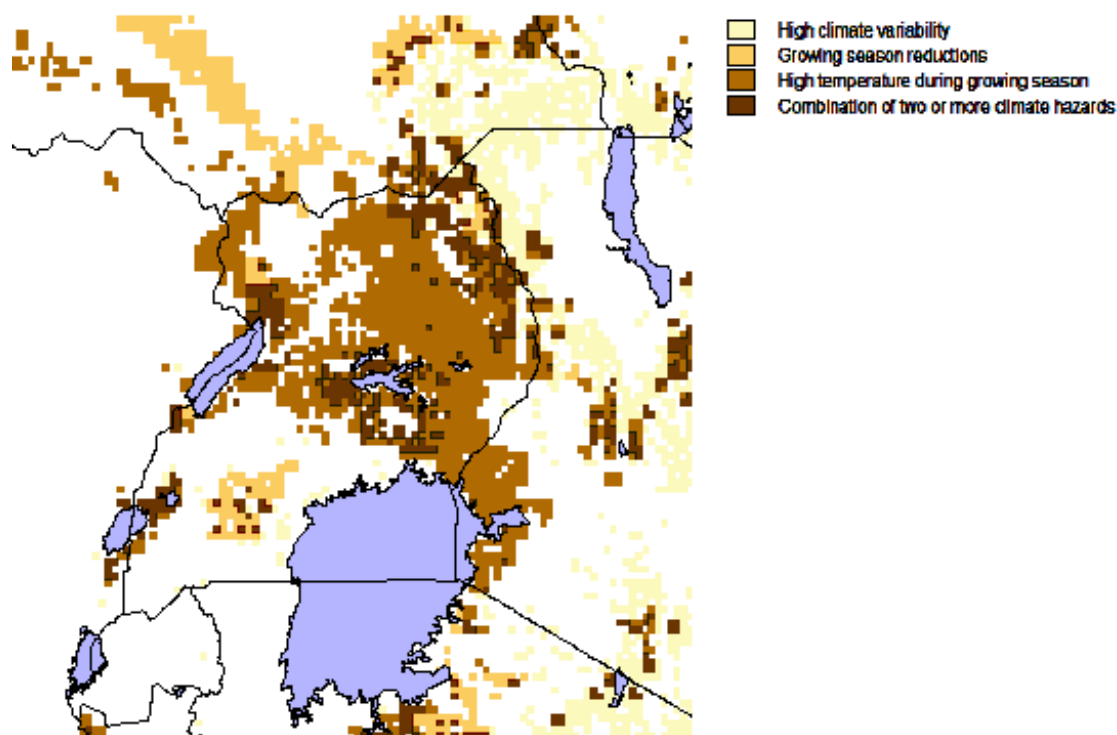 High climate variability
Growing season reductions
High temperature during growing season
Combination of two or more climate hazards